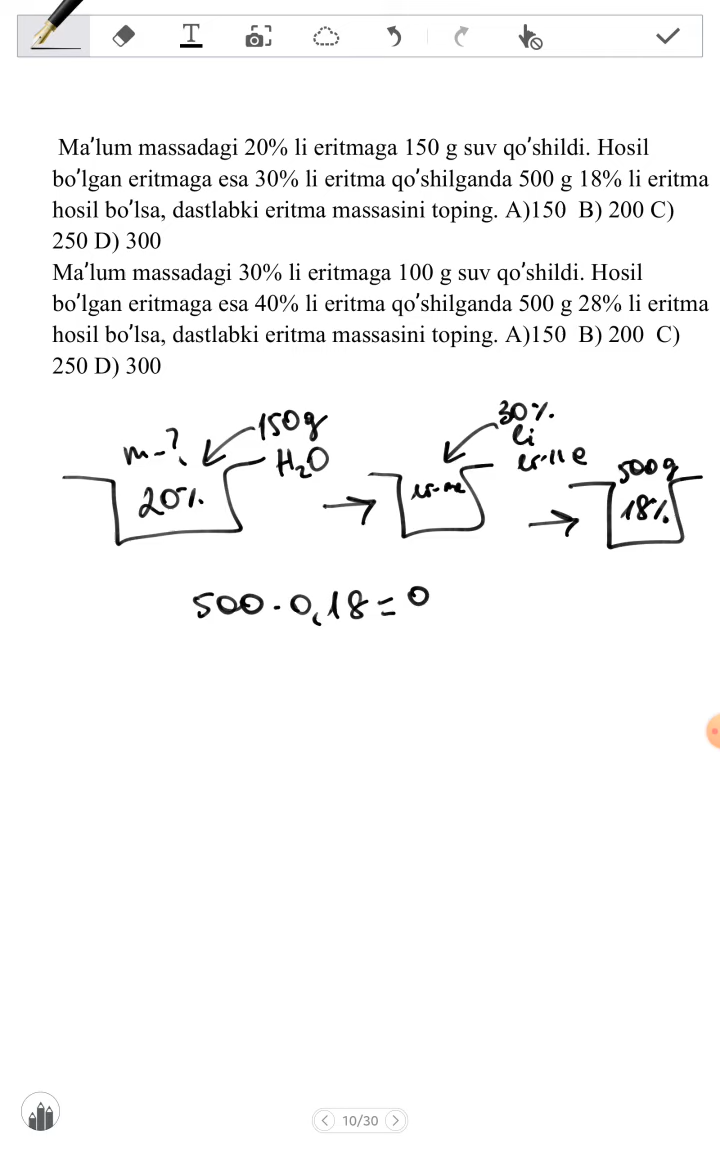 T
Ma′lum massadagi 20% li eritmaga 150 g suv qo′shildi. Hosil
bo′lgan eritmaga esa 30% li eritma qo′shilganda 500 g 18% li eritma
hosil bo′lsa, dastlabki eritma massasini toping. A)150 B) 200 C)
250 D) 300
Ma′lum massadagi 30% li eritmaga 100 g suv qo′shildi. Hosil
bo′lgan eritmaga esa 40% li eritma qo′shilganda 500 g 28% li eritma
hosil bo′lsa, dastlabki eritma massasini toping. A)150 B) 200 C)
250 D) 300
m-? 150g 30%
H₂O li
20% 500g
18%
500 · 0,18 = 0
10/30